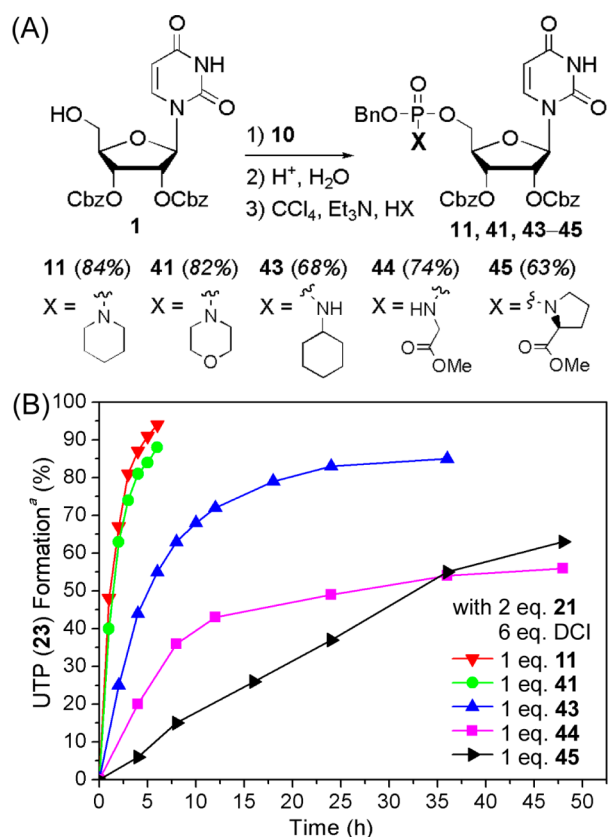 (A)
O
NH
N
O
HO
O
CbzO
OCbz
1
1) 10
2) H⁺, H₂O
3) CCl₄, Et₃N, HX
O
NH
N
O
O
BnO
P
O
X
O
CbzO
OCbz
11, 41, 43–45
11 (84%) 41 (82%) 43 (68%) 44 (74%) 45 (63%)
X = N
X = N
O
X = NH
X = HN
O
OMe
X = N
O
OMe
(B)
UTP (23) Formationᵃ (%)
100
90
80
70
60
50
40
30
20
10
0
with 2 eq. 21
6 eq. DCI
1 eq. 11
1 eq. 41
1 eq. 43
1 eq. 44
1 eq. 45
0 5 10 15 20 25 30 35 40 45 50
Time (h)